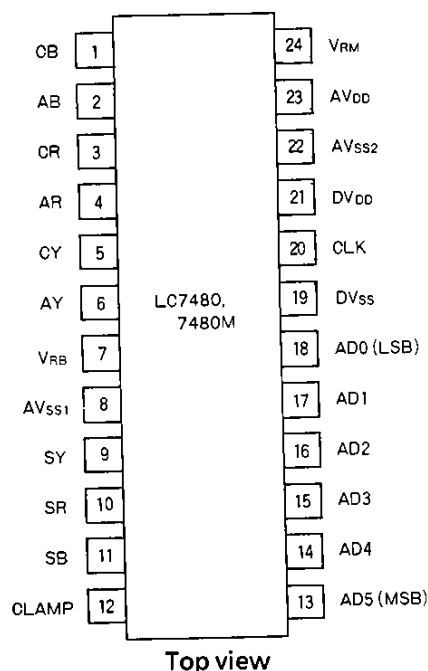 CB 1
AB 2
CR 3
AR 4
CY 5
AY 6
VRB 7
AVSS1 8
SY 9
SR 10
SB 11
CLAMP 12
LC7480,
7480M
24 VRM
23 AVDD
22 AVSS2
21 DVDD
20 CLK
19 DVSS
18 AD0 (LSB)
17 AD1
16 AD2
15 AD3
14 AD4
13 AD5 (MSB)
Top view